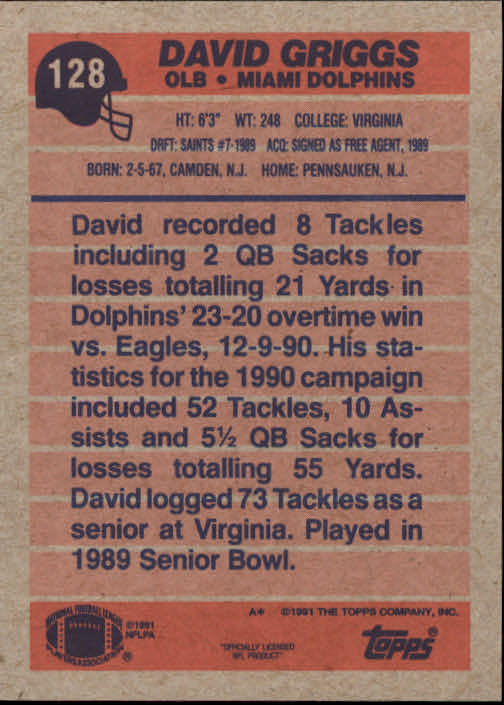 128
DAVID GRIGGS
OLB • MIAMI DOLPHINS
HT: 6'3" WT: 248 COLLEGE: VIRGINIA
DRFT: SAINTS #7-1989 ACQ: SIGNED AS FREE AGENT, 1989
BORN: 2-5-67, CAMDEN, N.J. HOME: PENNSAUKEN, N.J.
David recorded 8 Tackles
including 2 QB Sacks for
losses totalling 21 Yards in
Dolphins' 23-20 overtime win
vs. Eagles, 12-9-90. His sta-
tistics for the 1990 campaign
included 52 Tackles, 10 As-
sists and 5½ QB Sacks for
losses totalling 55 Yards.
David logged 73 Tackles as a
senior at Virginia. Played in
1989 Senior Bowl.
A* ©1991 THE TOPPS COMPANY, INC.
NATIONAL FOOTBALL LEAGUE
PLAYERS ASSOCIATION ®
©1991
NFLPA
"OFFICIALLY LICENSED
NFL PRODUCT"
topps®